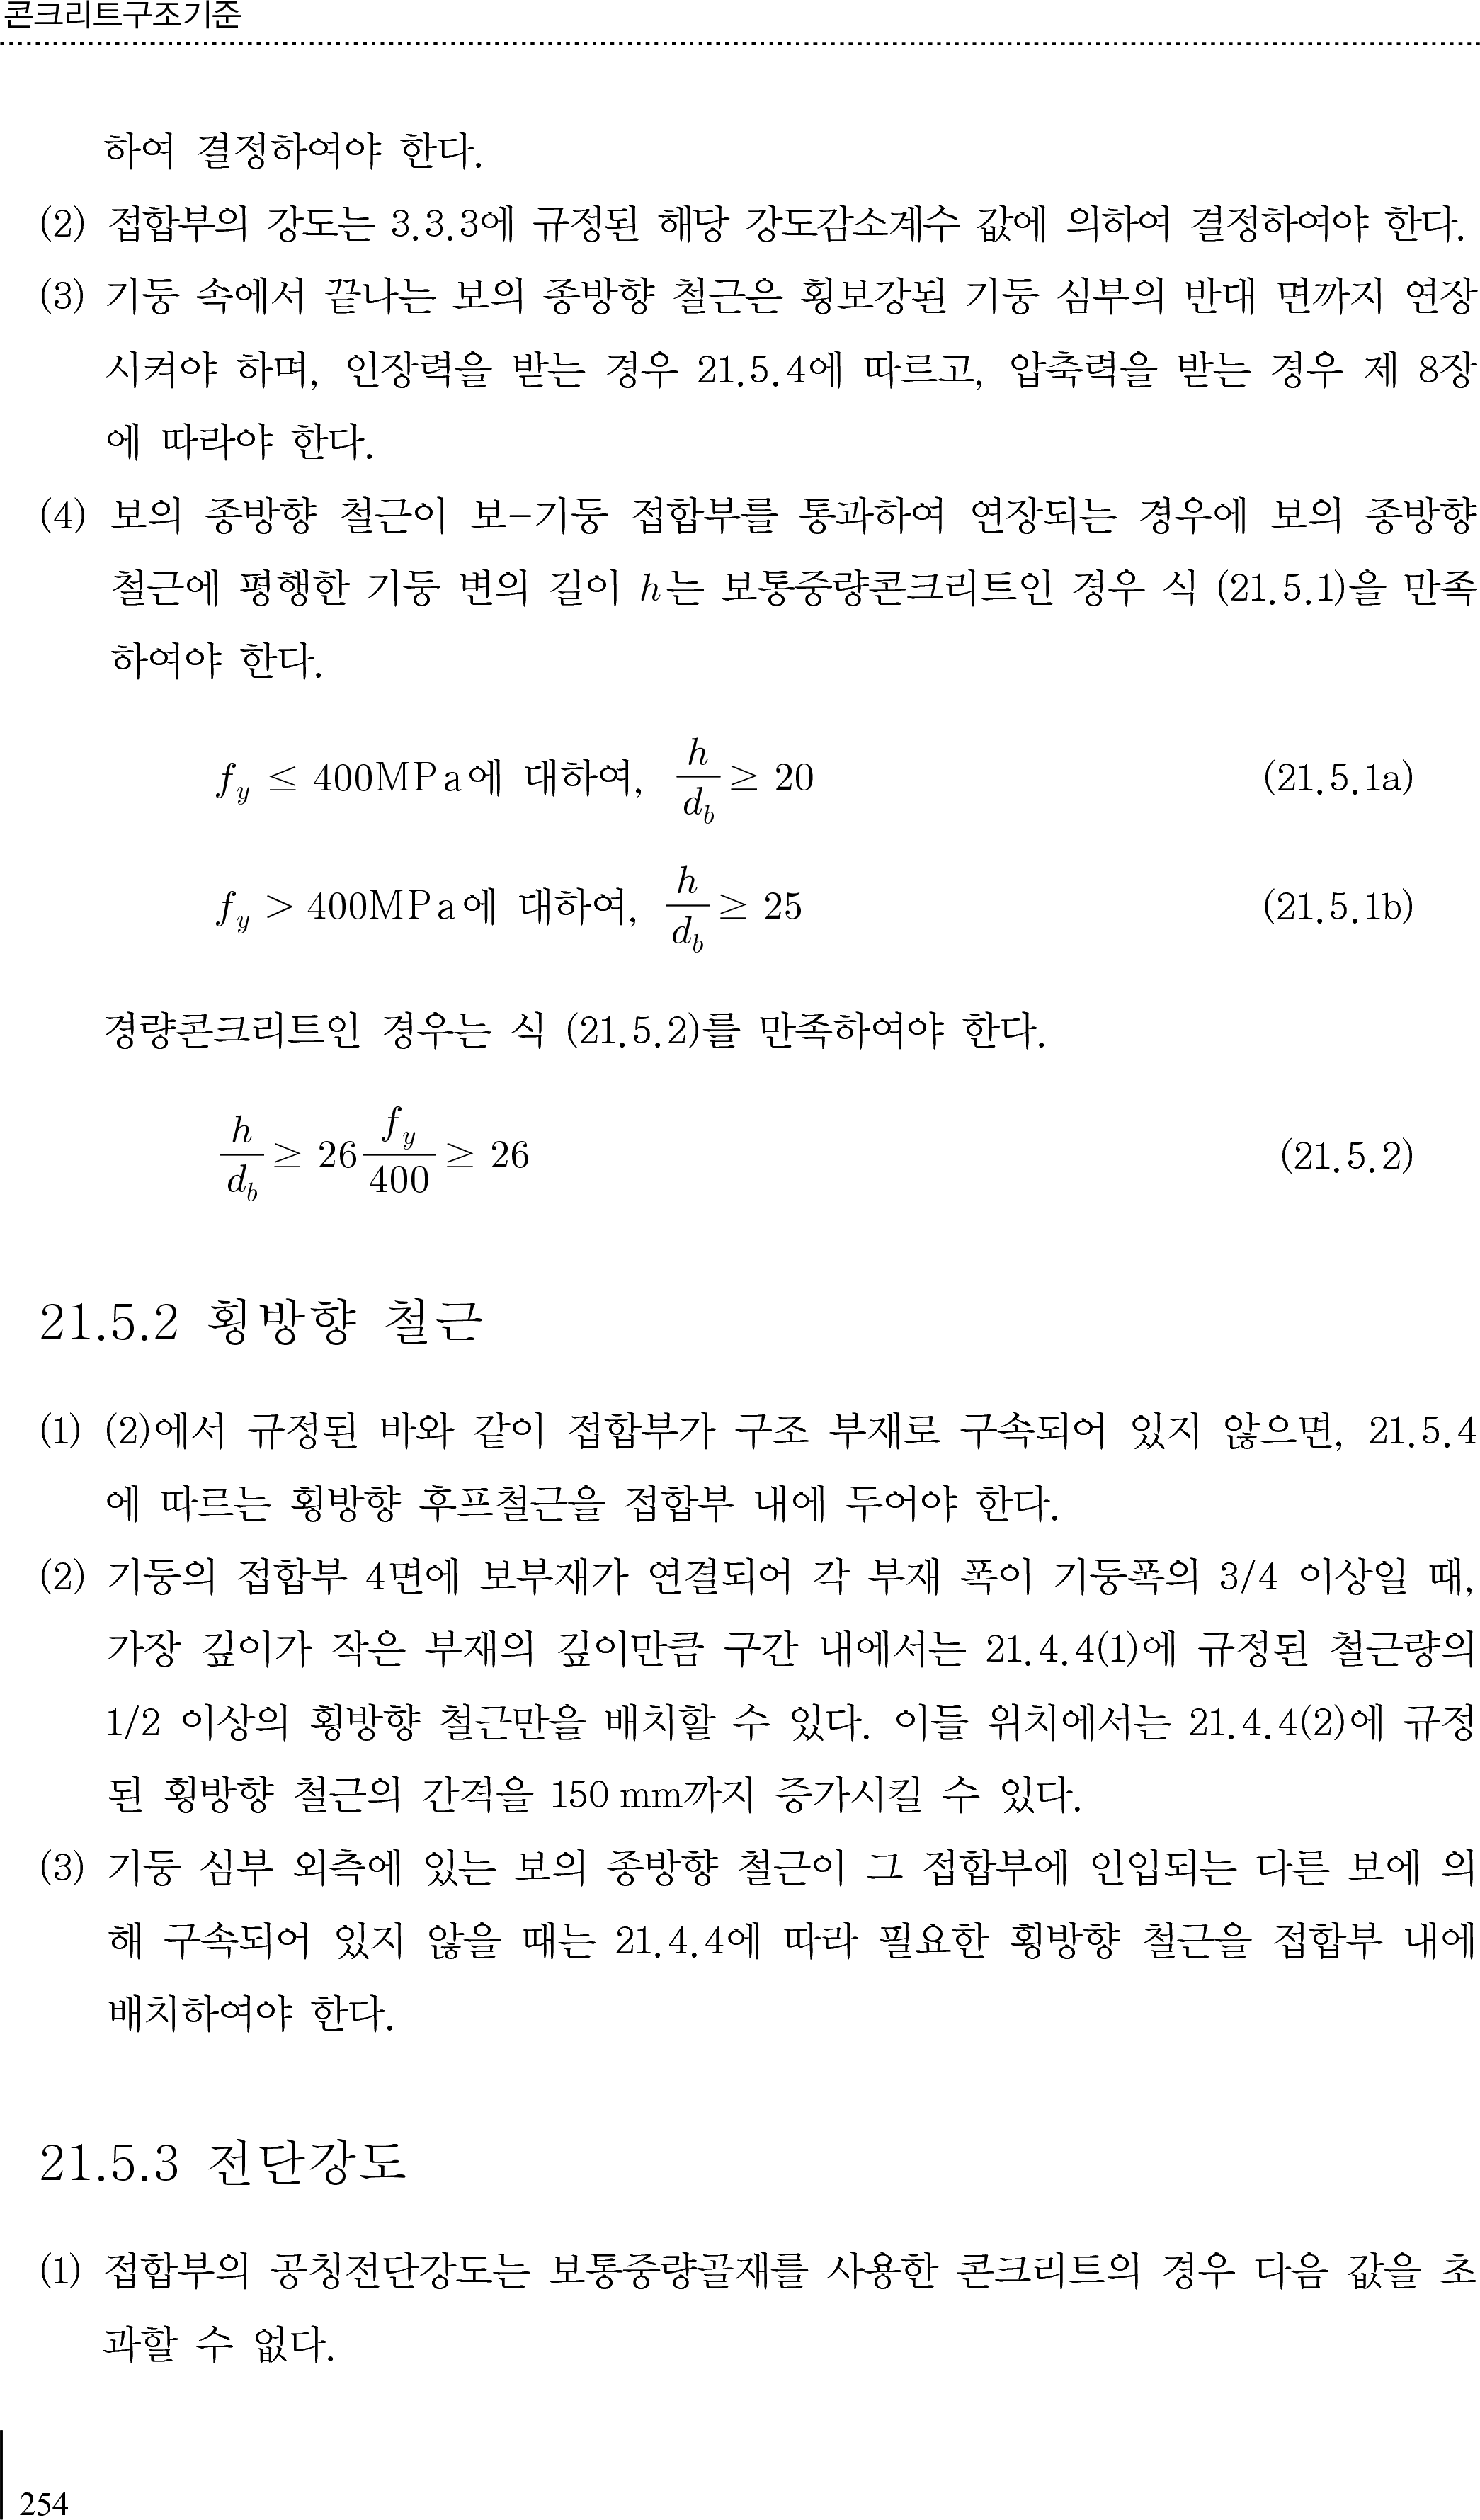 콘크리트구조기준
하여 결정하여야 한다.
(2) 접합부의 강도는 3.3.3에 규정된 해당 강도감소계수 값에 의하여 결정하여야 한다.
(3) 기둥 속에서 끝나는 보의 종방향 철근은 횡보강된 기둥 심부의 반대 면까지 연장
시켜야 하며, 인장력을 받는 경우 21.5.4에 따르고, 압축력을 받는 경우 제 8장
에 따라야 한다.
(4) 보의 종방향 철근이 보-기둥 접합부를 통과하여 연장되는 경우에 보의 종방향
철근에 평행한 기둥 변의 길이 h는 보통중량콘크리트인 경우 식 (21.5.1)을 만족
하여야 한다.
f_y ≤ 400MPa에 대하여, h/d_b ≥ 20 (21.5.1a)
f_y > 400MPa에 대하여, h/d_b ≥ 25 (21.5.1b)
경량콘크리트인 경우는 식 (21.5.2)를 만족하여야 한다.
h/d_b ≥ 26 f_y/400 ≥ 26 (21.5.2)
21.5.2 횡방향 철근
(1) (2)에서 규정된 바와 같이 접합부가 구조 부재로 구속되어 있지 않으면, 21.5.4
에 따르는 횡방향 후프철근을 접합부 내에 두어야 한다.
(2) 기둥의 접합부 4면에 보부재가 연결되어 각 부재 폭이 기둥폭의 3/4 이상일 때,
가장 깊이가 작은 부재의 깊이만큼 구간 내에서는 21.4.4(1)에 규정된 철근량의
1/2 이상의 횡방향 철근만을 배치할 수 있다. 이들 위치에서는 21.4.4(2)에 규정
된 횡방향 철근의 간격을 150 mm까지 증가시킬 수 있다.
(3) 기둥 심부 외측에 있는 보의 종방향 철근이 그 접합부에 인입되는 다른 보에 의
해 구속되어 있지 않을 때는 21.4.4에 따라 필요한 횡방향 철근을 접합부 내에
배치하여야 한다.
21.5.3 전단강도
(1) 접합부의 공칭전단강도는 보통중량골재를 사용한 콘크리트의 경우 다음 값을 초
과할 수 없다.
254